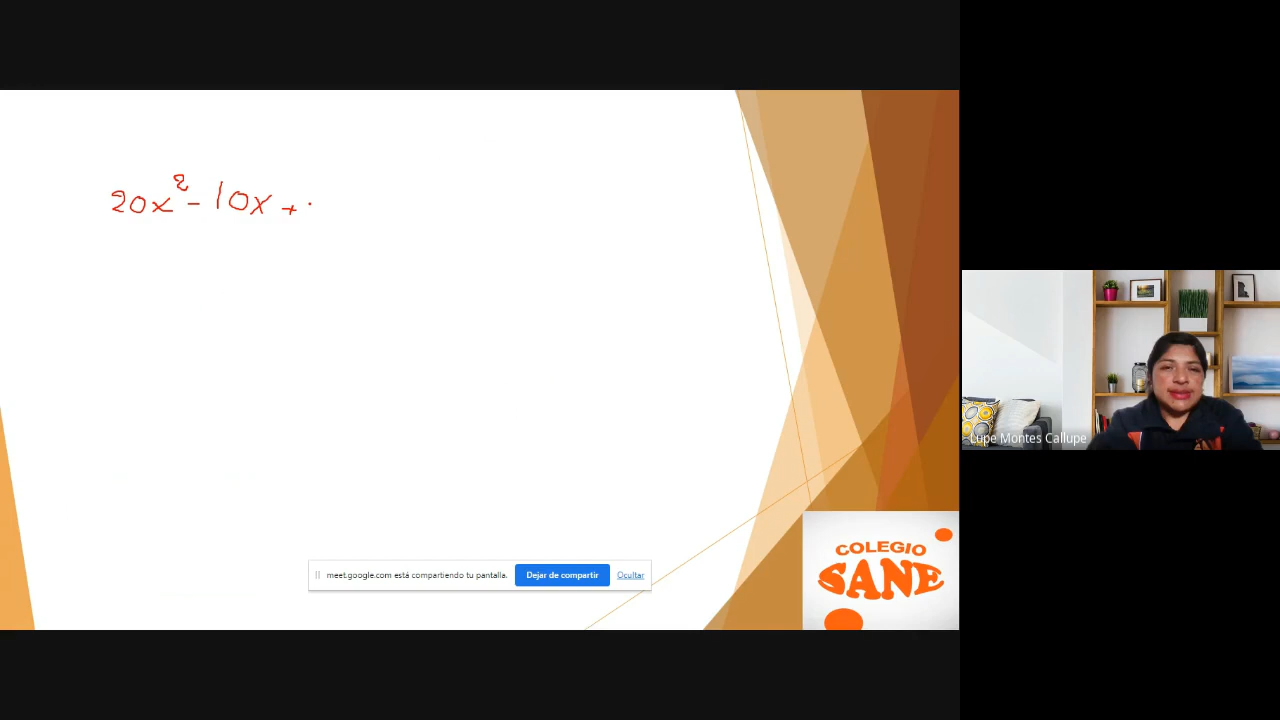 20x² - 10x +
Lupe Montes Callupe
COLEGIO
SANE
meet.google.com está compartiendo tu pantalla. Dejar de compartir Ocultar